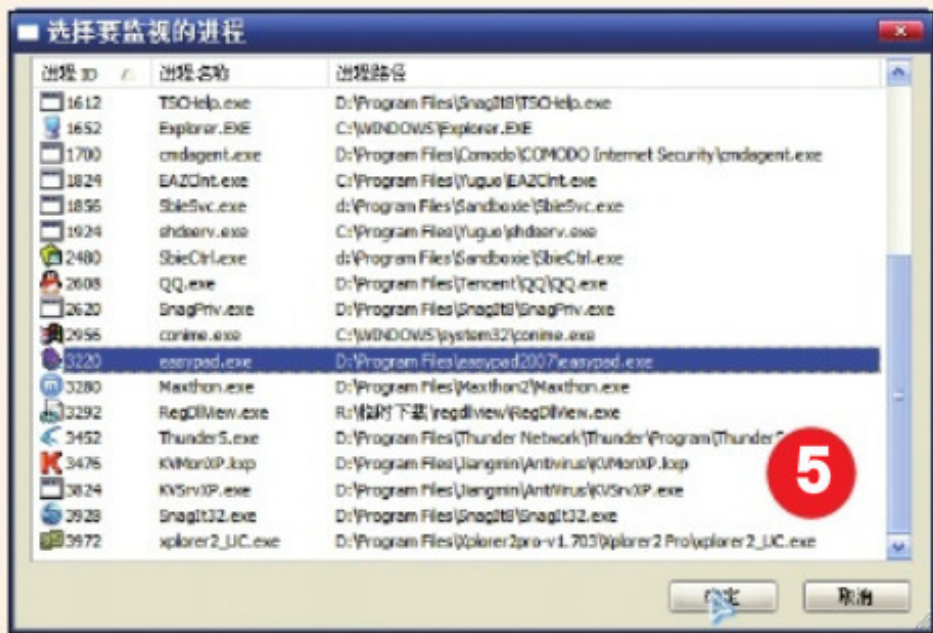 选择要监视的进程
进程 ID 进程名称 进程路径
1612 TSCHelp.exe D:\Program Files\SnagIt8\TSCHelp.exe
1652 Explorer.EXE C:\WINDOWS\Explorer.EXE
1700 cmdagent.exe D:\Program Files\Comodo\COMODO Internet Security\cmdagent.exe
1824 EAZClnt.exe C:\Program Files\Yuguo\EAZClnt.exe
1856 SbieSvc.exe d:\Program Files\Sandboxie\SbieSvc.exe
1924 shdserv.exe C:\Program Files\Yuguo\shdserv.exe
2480 SbieCtrl.exe d:\Program Files\Sandboxie\SbieCtrl.exe
2608 QQ.exe D:\Program Files\Tencent\QQ\QQ.exe
2620 SnagPriv.exe D:\Program Files\SnagIt8\SnagPriv.exe
2956 conime.exe C:\WINDOWS\system32\conime.exe
3220 easypad.exe D:\Program Files\easypad2007\easypad.exe
3280 Maxthon.exe D:\Program Files\Maxthon2\Maxthon.exe
3292 RegDllView.exe R:\临时下载\regdllview\RegDllView.exe
3452 Thunder5.exe D:\Program Files\Thunder Network\Thunder\Program\Thunder5
3476 KVMonXP.kxp D:\Program Files\Jiangmin\AntiVirus\KVMonXP.kxp
3824 KVSrvXP.exe D:\Program Files\Jiangmin\AntiVirus\KVSrvXP.exe
3928 SnagIt32.exe D:\Program Files\SnagIt8\SnagIt32.exe
3972 xplorer2_UC.exe D:\Program Files\Xplorer2pro-v1.703\Xplorer2 Pro\xplorer2_UC.exe
5
确定 取消